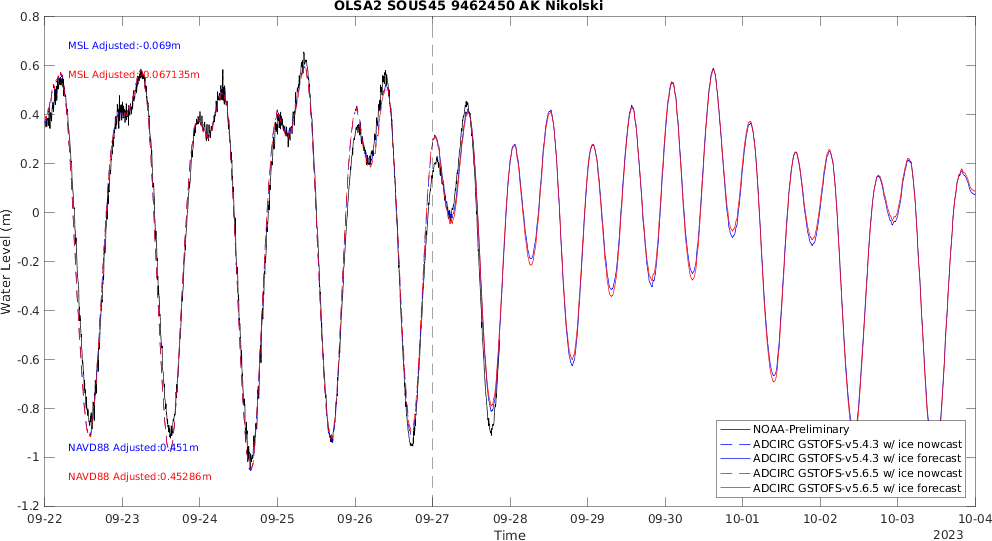 OLSA2 SOUS45 9462450 AK Nikolski
0.8
0.6
0.4
0.2
0
-0.2
-0.4
-0.6
-0.8
-1
-1.2
Water Level (m)
MSL Adjusted:-0.069m
MSL Adjusted:-0.067135m
NAVD88 Adjusted:0.451m
NAVD88 Adjusted:0.45286m
NOAA-Preliminary
ADCIRC GSTOFS-v5.4.3 w/ ice nowcast
ADCIRC GSTOFS-v5.4.3 w/ ice forecast
ADCIRC GSTOFS-v5.6.5 w/ ice nowcast
ADCIRC GSTOFS-v5.6.5 w/ ice forecast
09-22 09-23 09-24 09-25 09-26 09-27 09-28 09-29 09-30 10-01 10-02 10-03 10-04
Time
2023